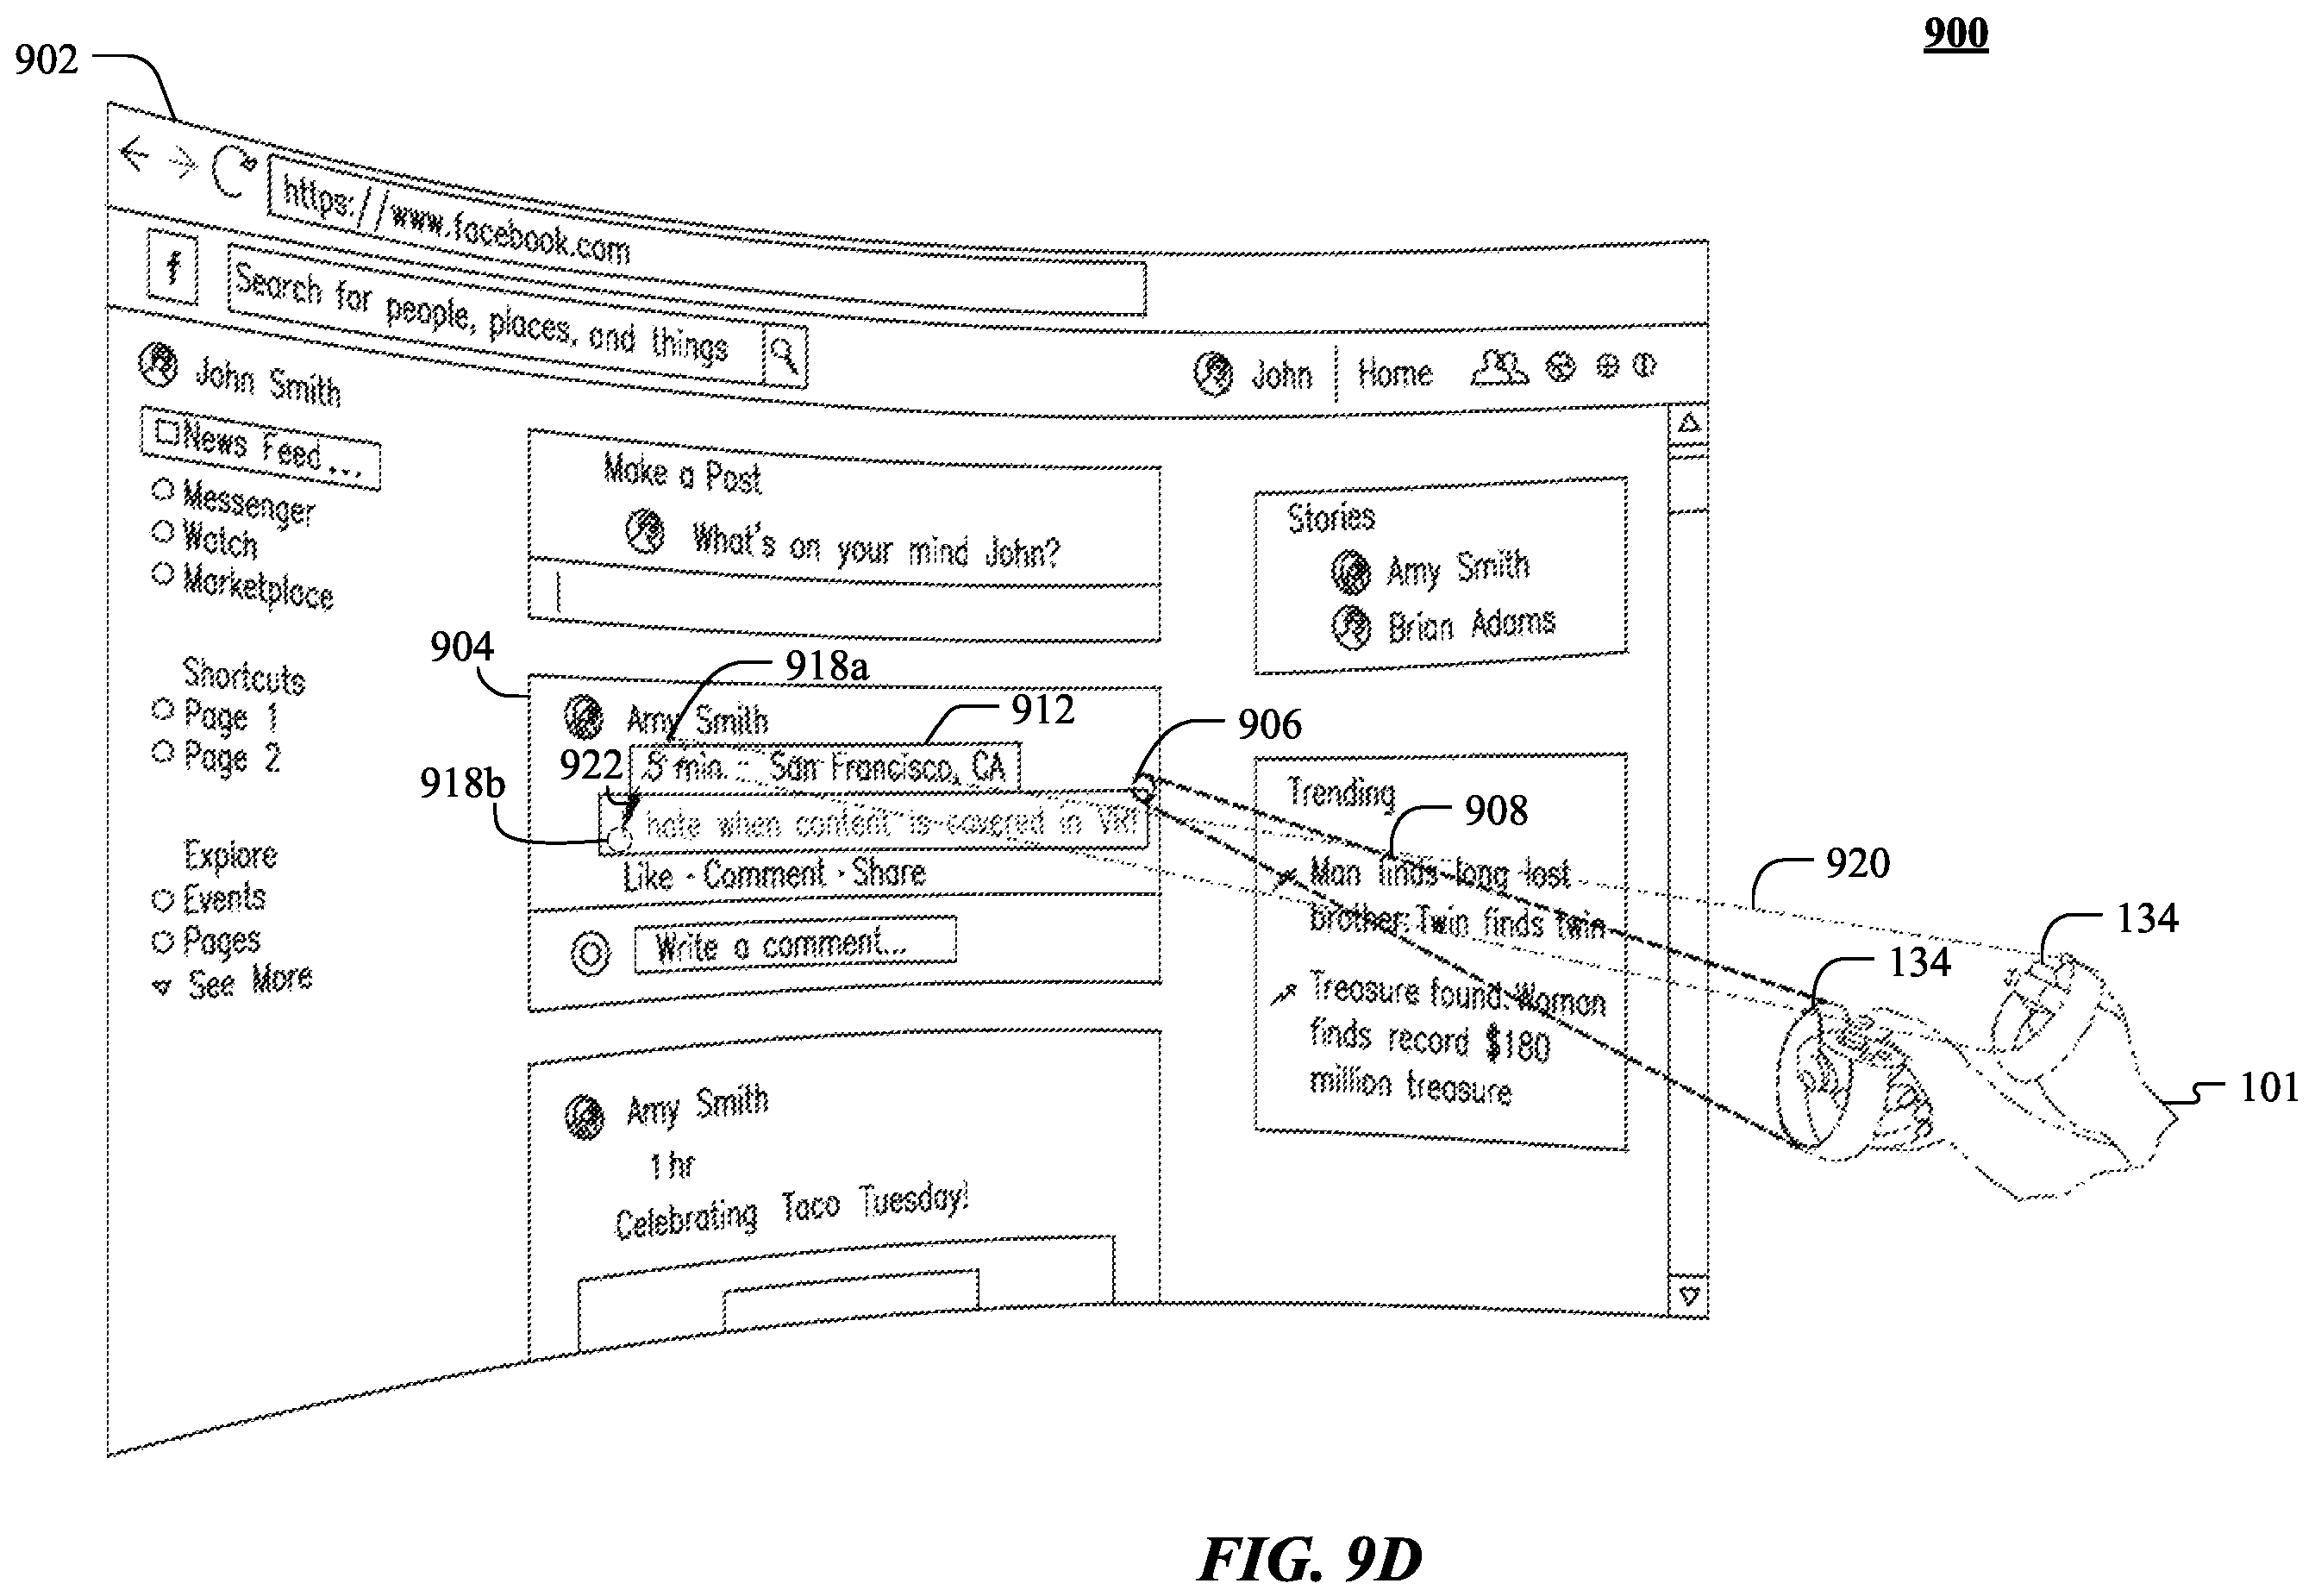 900
902
https://www.facebook.com
f
Search for people, places, and things
John | Home
John Smith
News Feed...
Messenger
Watch
Marketplace
Shortcuts
Page 1
Page 2
Explore
Events
Pages
See More
Make a Post
What's on your mind John?
904
918a
Amy Smith
912
906
922
5 min. - San Francisco, CA
918b
hate when content is covered in VR!
Like · Comment · Share
Write a comment...
Amy Smith
1 hr
Celebrating Taco Tuesday!
Stories
Amy Smith
Brian Adams
Trending
908
Man finds long lost
brother: Twin finds twin
Treasure found: Woman
finds record $180
million treasure
920
134
134
101
FIG. 9D